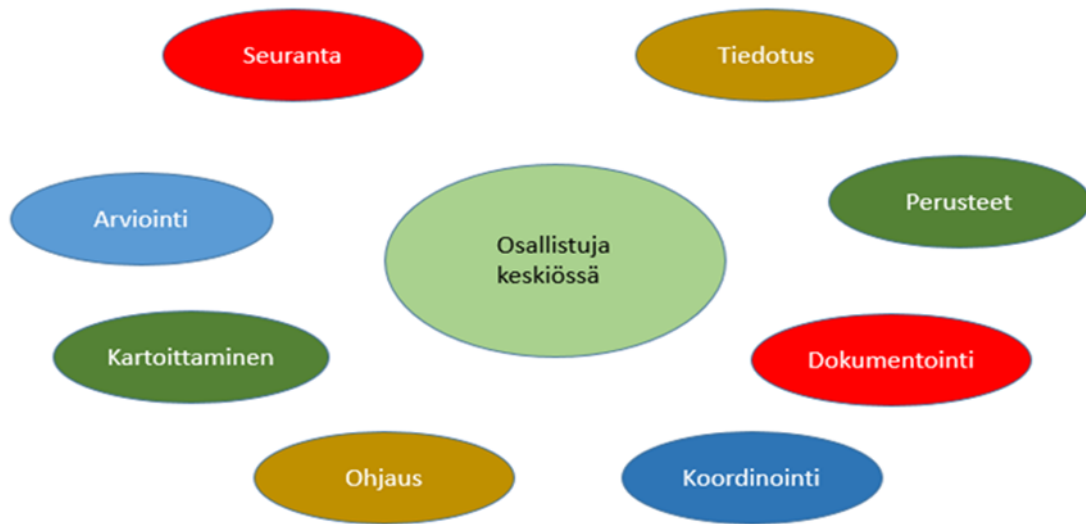 Seuranta
Tiedotus
Arviointi
Perusteet
Osallistuja
keskiössä
Kartoittaminen
Dokumentointi
Ohjaus
Koordinointi